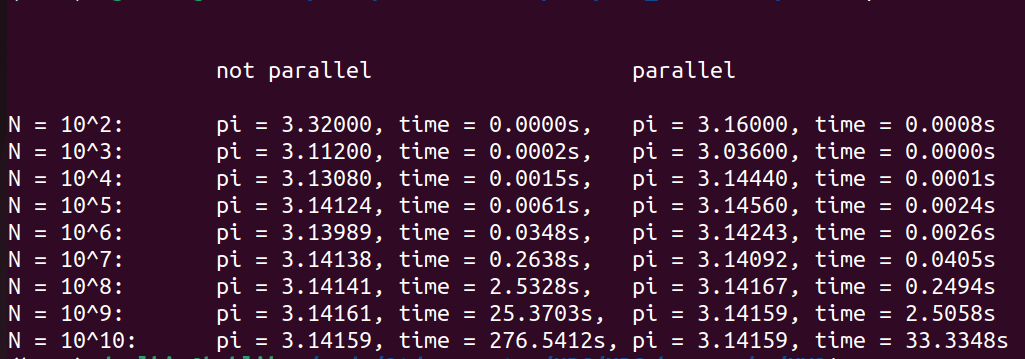 not parallel parallel
N = 10^2: pi = 3.32000, time = 0.0000s, pi = 3.16000, time = 0.0008s
N = 10^3: pi = 3.11200, time = 0.0002s, pi = 3.03600, time = 0.0000s
N = 10^4: pi = 3.13080, time = 0.0015s, pi = 3.14440, time = 0.0001s
N = 10^5: pi = 3.14124, time = 0.0061s, pi = 3.14560, time = 0.0024s
N = 10^6: pi = 3.13989, time = 0.0348s, pi = 3.14243, time = 0.0026s
N = 10^7: pi = 3.14138, time = 0.2638s, pi = 3.14092, time = 0.0405s
N = 10^8: pi = 3.14141, time = 2.5328s, pi = 3.14167, time = 0.2494s
N = 10^9: pi = 3.14161, time = 25.3703s, pi = 3.14159, time = 2.5058s
N = 10^10: pi = 3.14159, time = 276.5412s, pi = 3.14159, time = 33.3348s